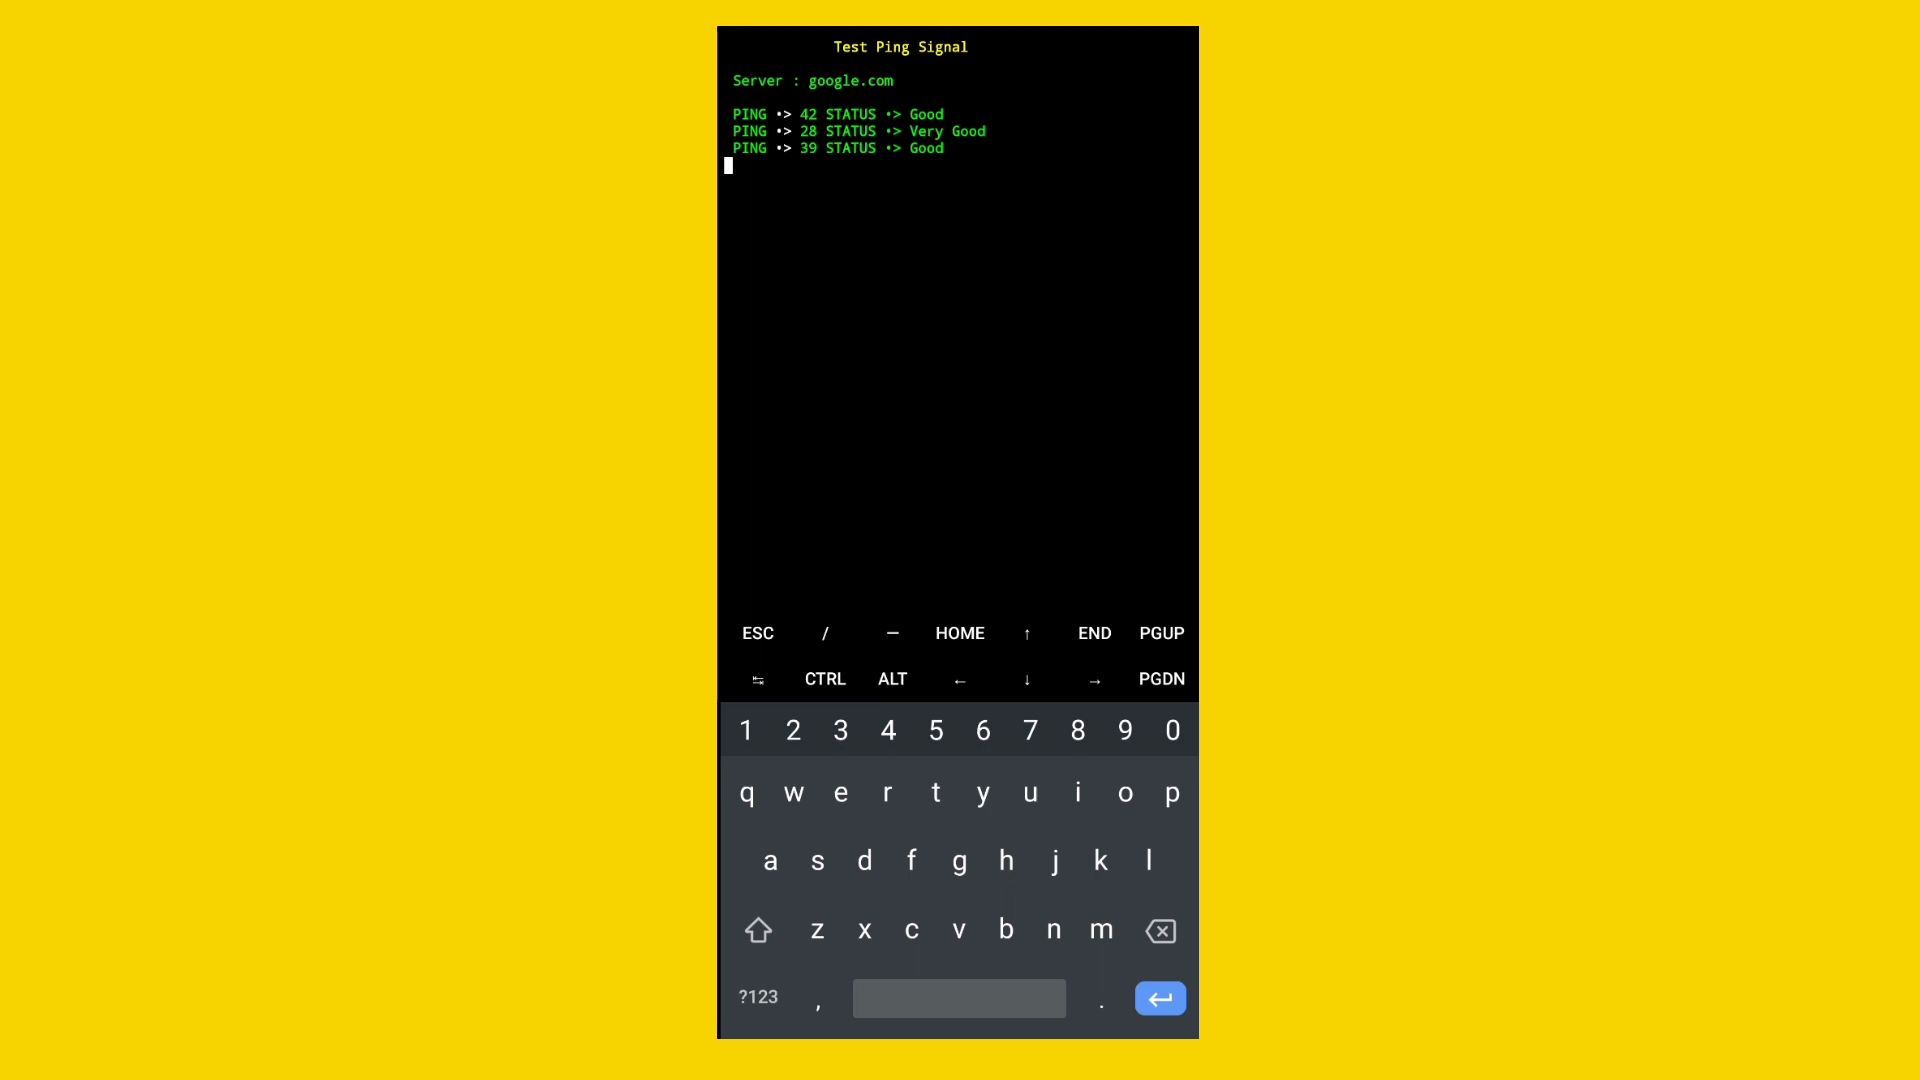 Test Ping Signal
Server : google.com
PING •> 42 STATUS •> Good
PING •> 28 STATUS •> Very Good
PING •> 39 STATUS •> Good
ESC / — HOME ↑ END PGUP
↹ CTRL ALT ← ↓ → PGDN
1 2 3 4 5 6 7 8 9 0
q w e r t y u i o p
a s d f g h j k l
z x c v b n m
?123 , .